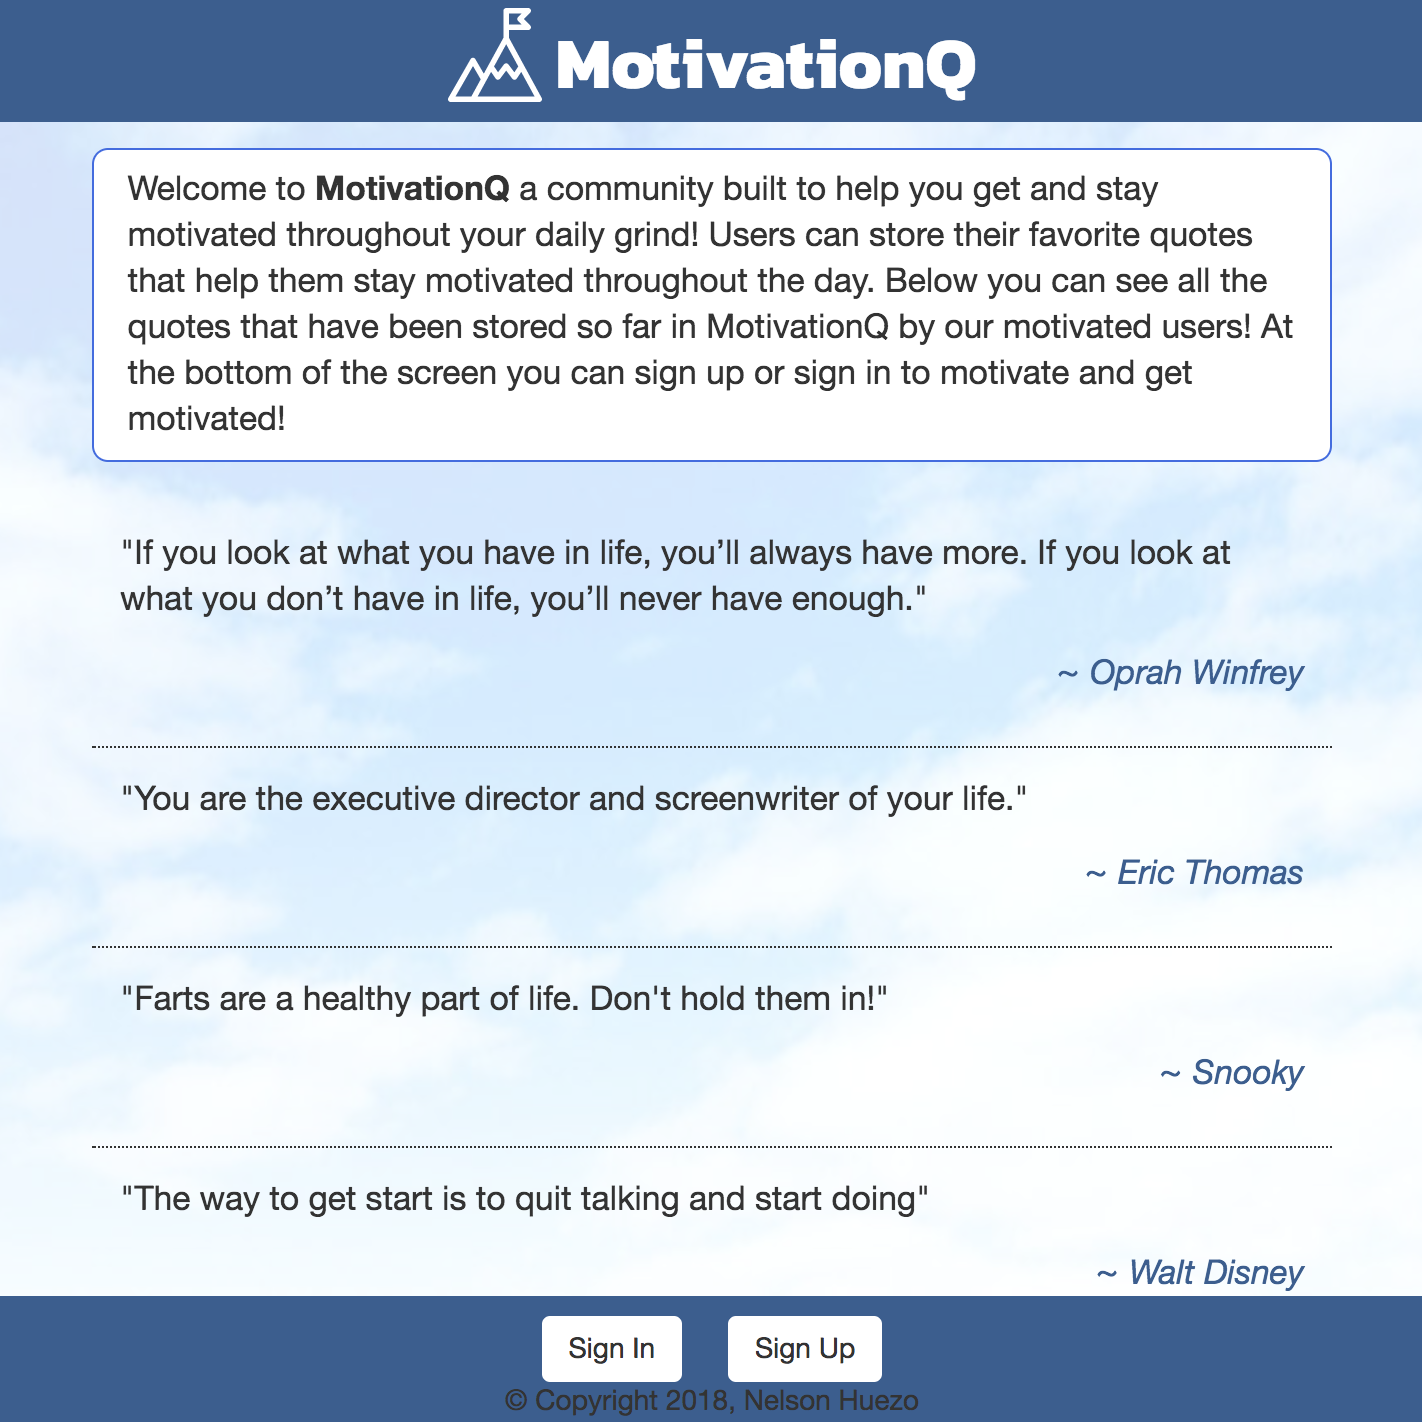 MotivationQ
Welcome to MotivationQ a community built to help you get and stay
motivated throughout your daily grind! Users can store their favorite quotes
that help them stay motivated throughout the day. Below you can see all the
quotes that have been stored so far in MotivationQ by our motivated users! At
the bottom of the screen you can sign up or sign in to motivate and get
motivated!
"If you look at what you have in life, you’ll always have more. If you look at
what you don’t have in life, you’ll never have enough."
~ Oprah Winfrey
"You are the executive director and screenwriter of your life."
~ Eric Thomas
"Farts are a healthy part of life. Don't hold them in!"
~ Snooky
"The way to get start is to quit talking and start doing"
~ Walt Disney
Sign In Sign Up
© Copyright 2018, Nelson Huezo